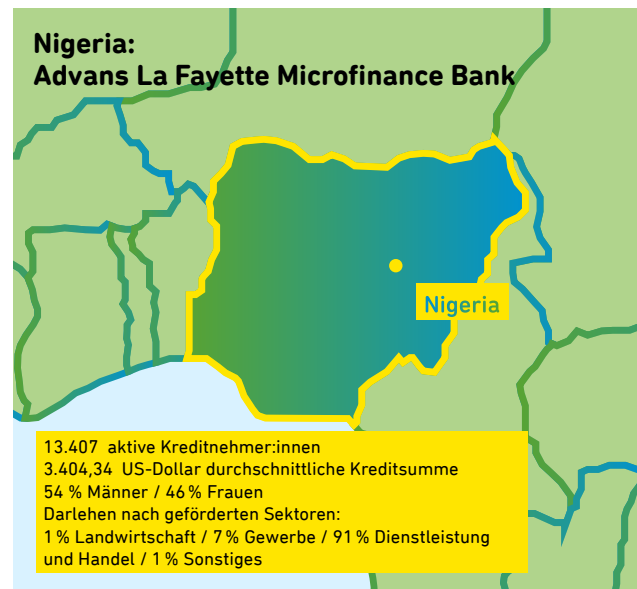 Nigeria:
Advans La Fayette Microfinance Bank
Nigeria
13.407 aktive Kreditnehmer:innen
3.404,34 US-Dollar durchschnittliche Kreditsumme
54 % Männer / 46 % Frauen
Darlehen nach geförderten Sektoren:
1 % Landwirtschaft / 7 % Gewerbe / 91 % Dienstleistung
und Handel / 1 % Sonstiges